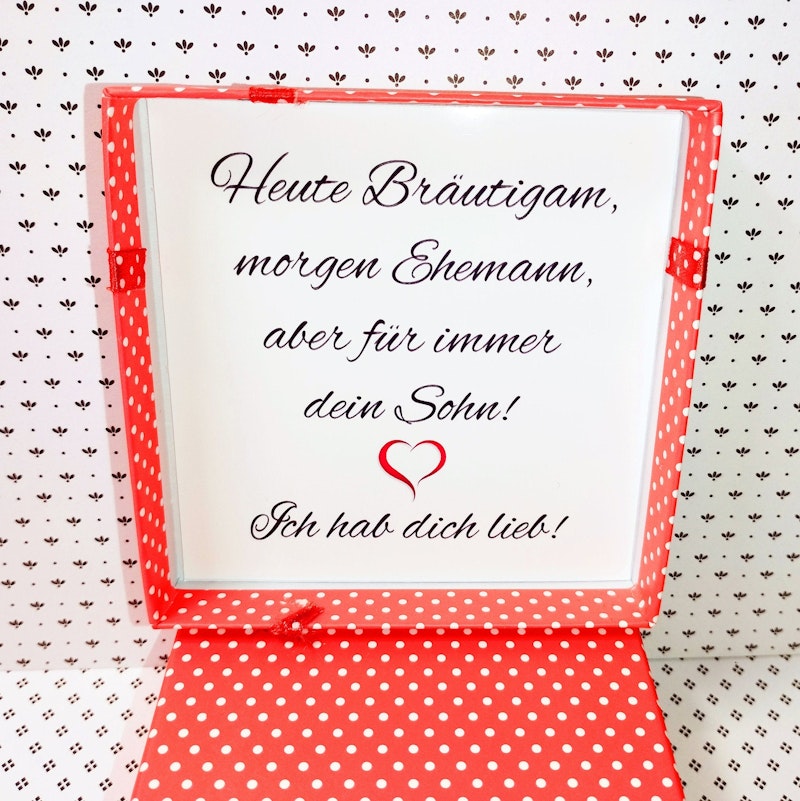 Heute Bräutigam,
morgen Ehemann,
aber für immer
dein Sohn!
Ich hab dich lieb!